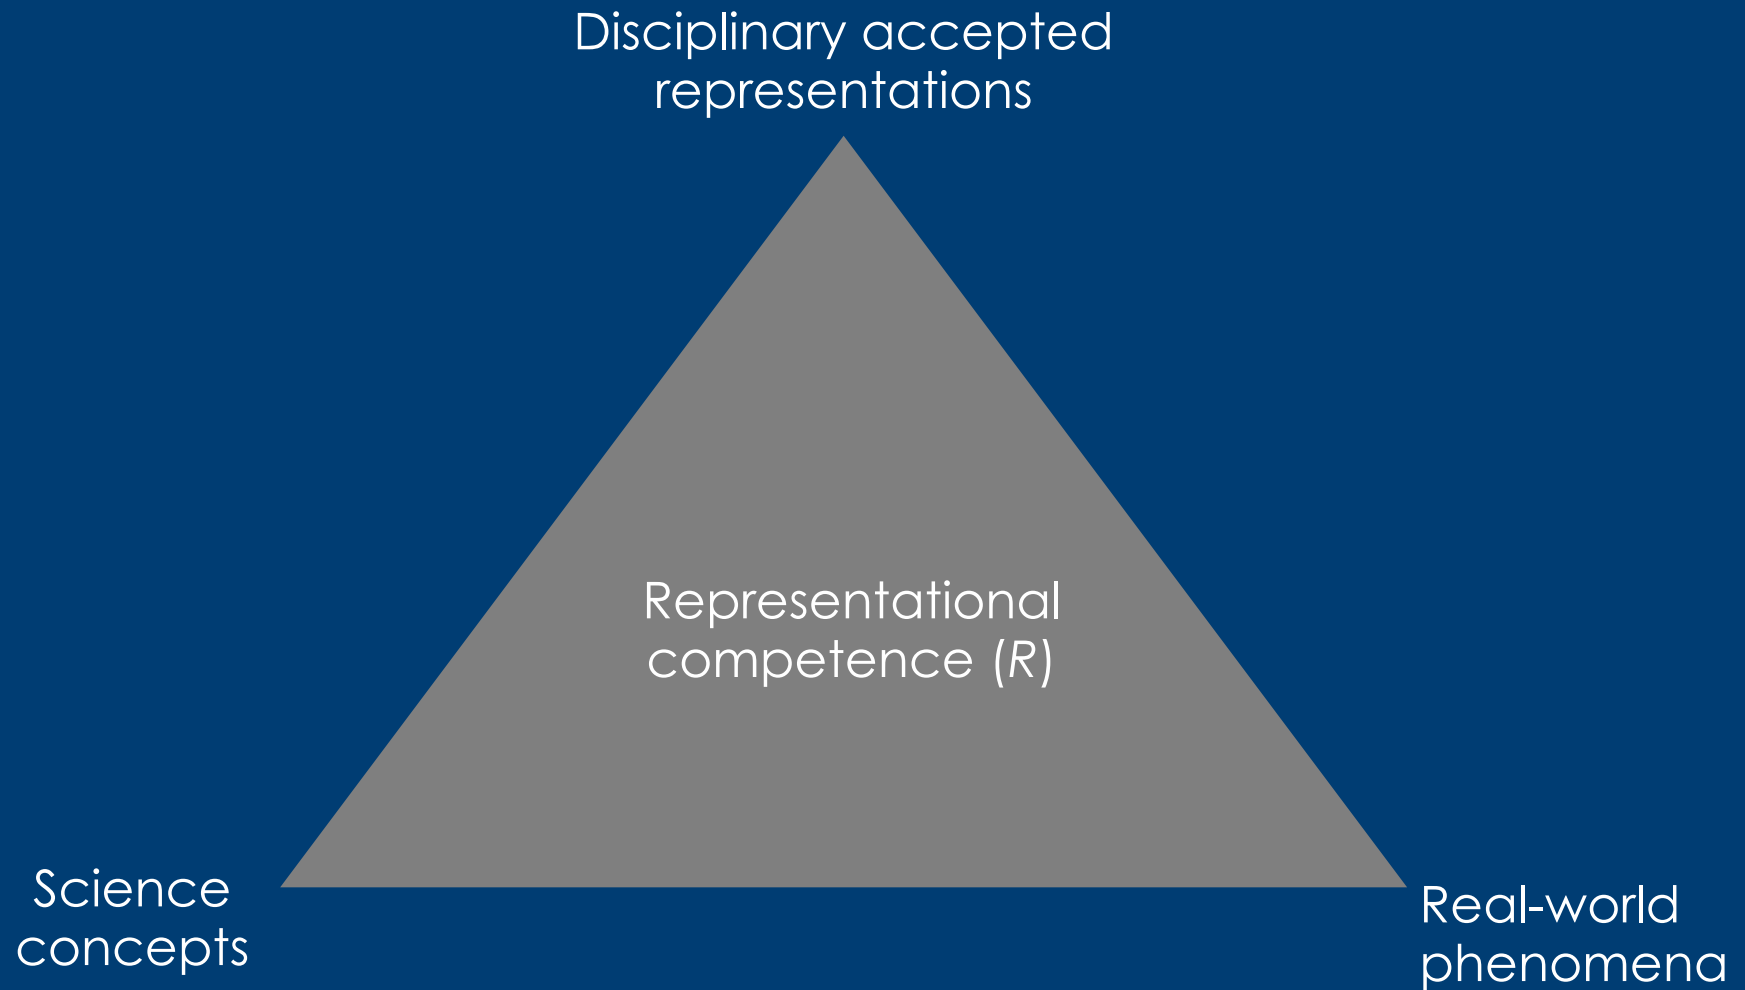 Disciplinary accepted
representations
Representational
competence (R)
Science
concepts
Real-world
phenomena